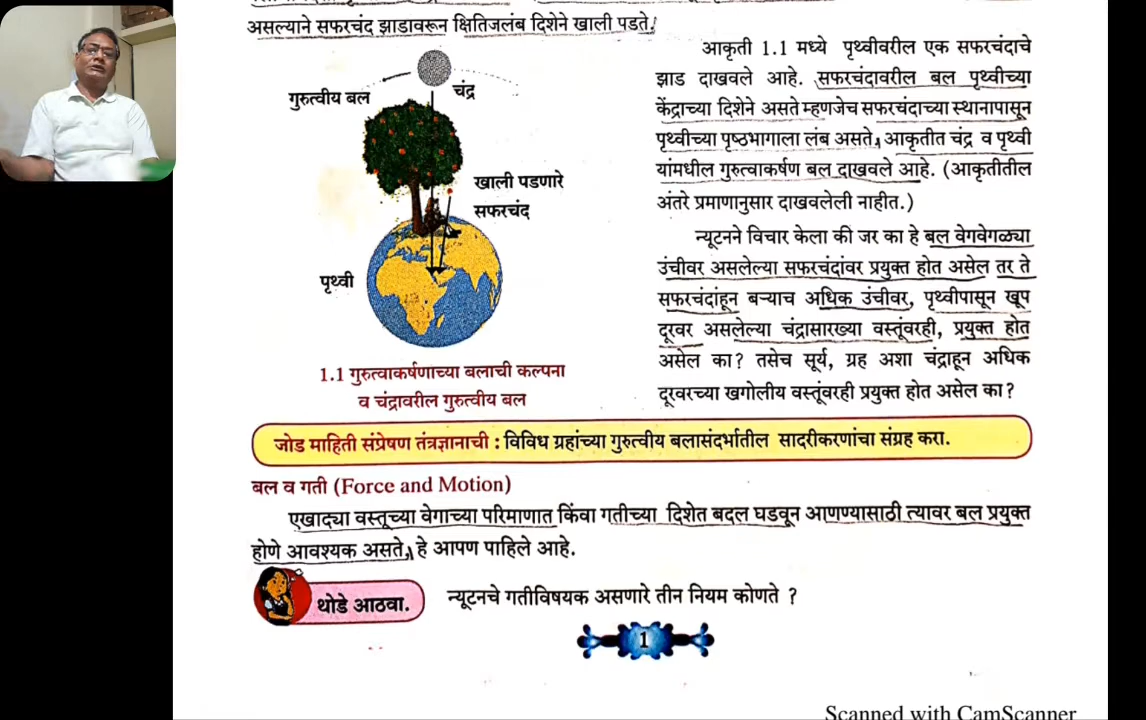 असल्याने सफरचंद झाडावरून क्षितिजलंब दिशेने खाली पडते.
गुरुत्वीय बल
चंद्र
खाली पडणारे
सफरचंद
पृथ्वी
1.1 गुरुत्वाकर्षणाच्या बलाची कल्पना
व चंद्रावरील गुरुत्वीय बल
आकृती 1.1 मध्ये पृथ्वीवरील एक सफरचंदाचे
झाड दाखवले आहे. सफरचंदावरील बल पृथ्वीच्या
केंद्राच्या दिशेने असते म्हणजेच सफरचंदाच्या स्थानापासून
पृथ्वीच्या पृष्ठभागाला लंब असते, आकृतीत चंद्र व पृथ्वी
यांमधील गुरुत्वाकर्षण बल दाखवले आहे. (आकृतीतील
अंतरे प्रमाणानुसार दाखवलेली नाहीत.)
न्यूटनने विचार केला की जर का हे बल वेगवेगळ्या
उंचीवर असलेल्या सफरचंदांवर प्रयुक्त होत असेल तर ते
सफरचंदांहून बऱ्याच अधिक उंचीवर, पृथ्वीपासून खूप
दूरवर असलेल्या चंद्रासारख्या वस्तूंवरही, प्रयुक्त होत
असेल का? तसेच सूर्य, ग्रह अशा चंद्राहून अधिक
दूरवरच्या खगोलीय वस्तूंवरही प्रयुक्त होत असेल का?
जोड माहिती संप्रेषण तंत्रज्ञानाची : विविध ग्रहांच्या गुरुत्वीय बलासंदर्भातील सादरीकरणांचा संग्रह करा.
बल व गती (Force and Motion)
एखाद्या वस्तूच्या वेगाच्या परिमाणात किंवा गतीच्या दिशेत बदल घडवून आणण्यासाठी त्यावर बल प्रयुक्त
होणे आवश्यक असते, हे आपण पाहिले आहे.
थोडे आठवा.
न्यूटनचे गतीविषयक असणारे तीन नियम कोणते ?
1
Scanned with CamScanner